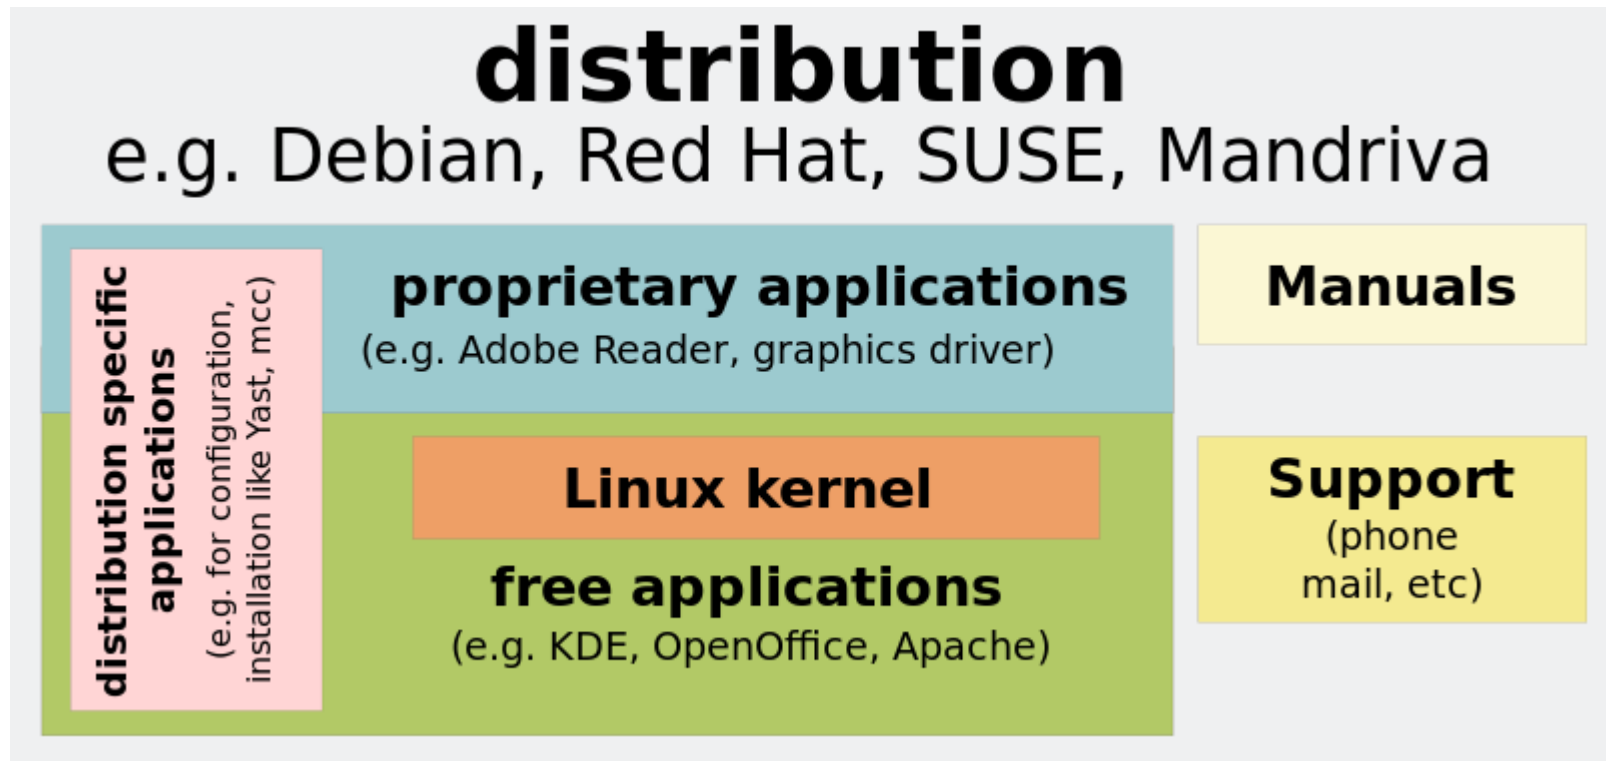 distribution
e.g. Debian, Red Hat, SUSE, Mandriva
distribution specific
applications
(e.g. for configuration,
installation like Yast, mcc)
proprietary applications
(e.g. Adobe Reader, graphics driver)
Linux kernel
free applications
(e.g. KDE, OpenOffice, Apache)
Manuals
Support
(phone
mail, etc)